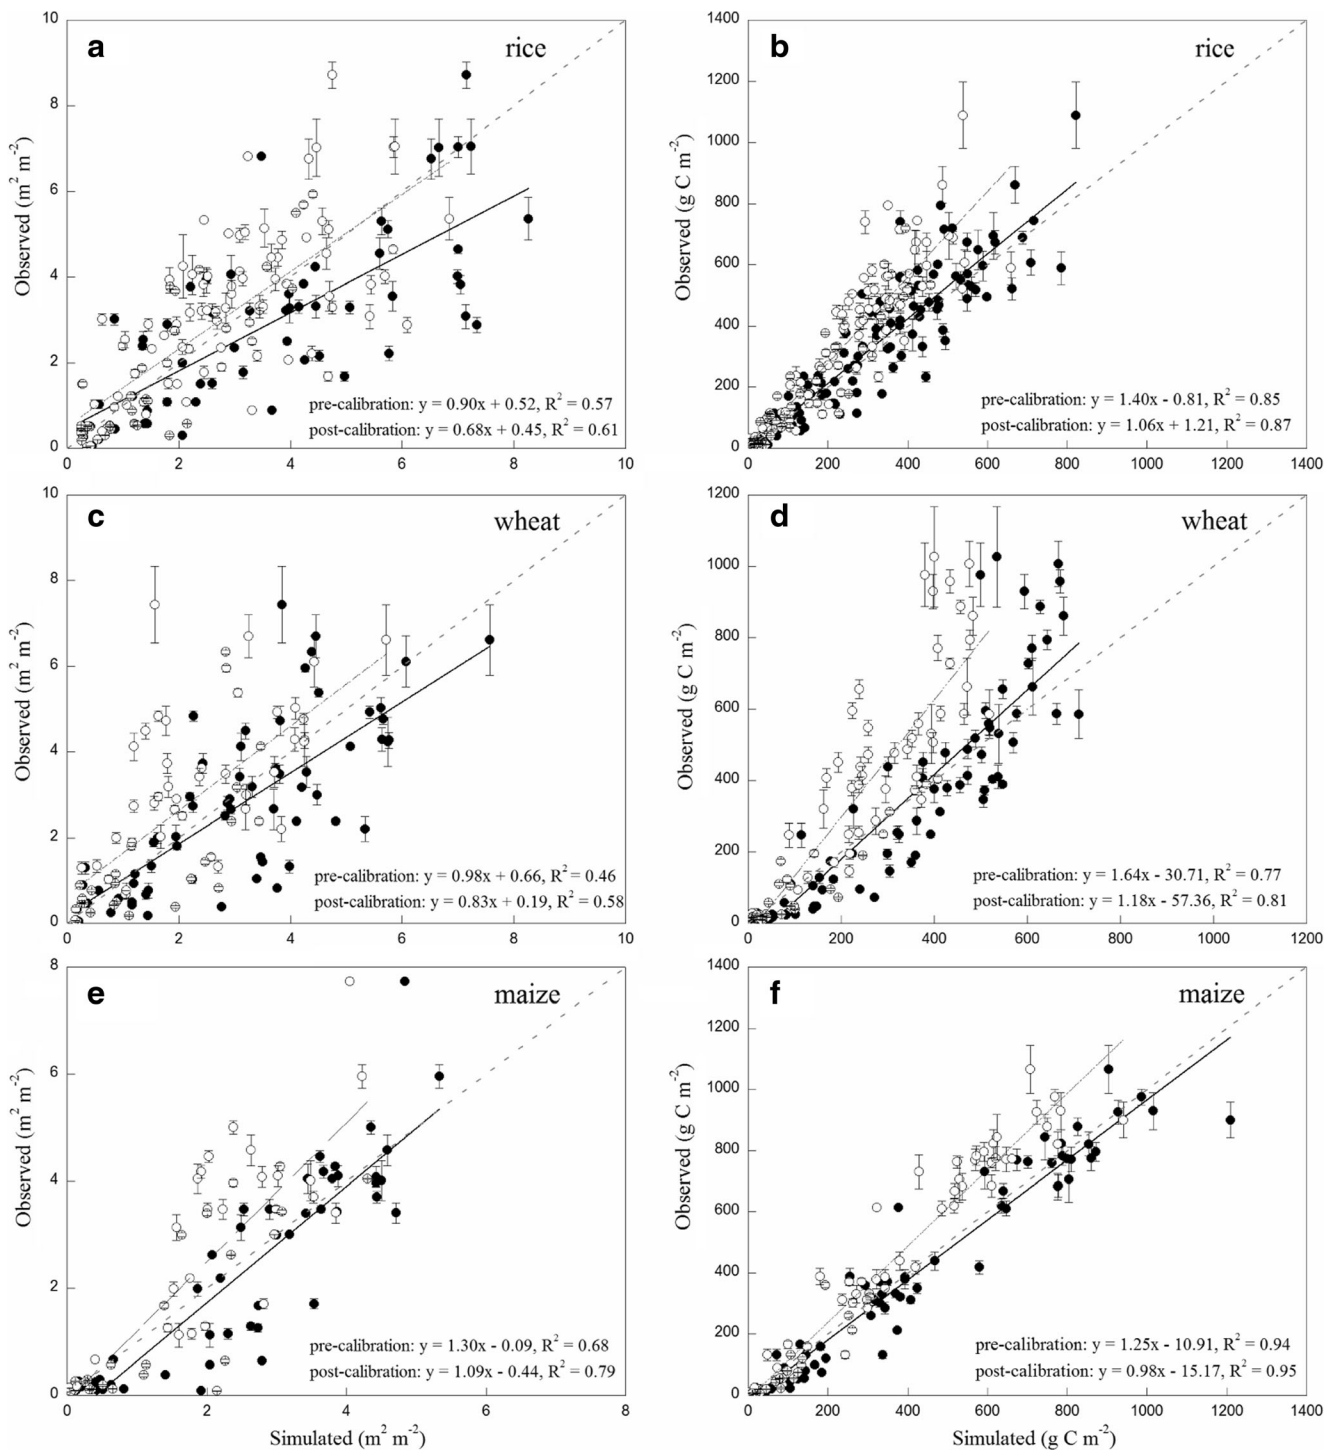 a
rice
Observed (m² m⁻²)
10
8
6
4
2
0
pre-calibration: y = 0.90x + 0.52, R² = 0.57
post-calibration: y = 0.68x + 0.45, R² = 0.61
0 2 4 6 8 10
b
rice
Observed (g C m⁻²)
1400
1200
1000
800
600
400
200
0
pre-calibration: y = 1.40x - 0.81, R² = 0.85
post-calibration: y = 1.06x + 1.21, R² = 0.87
0 200 400 600 800 1000 1200 1400
c
wheat
Observed (m² m⁻²)
10
8
6
4
2
0
pre-calibration: y = 0.98x + 0.66, R² = 0.46
post-calibration: y = 0.83x + 0.19, R² = 0.58
0 2 4 6 8 10
d
wheat
Observed (g C m⁻²)
1200
1000
800
600
400
200
0
pre-calibration: y = 1.64x - 30.71, R² = 0.77
post-calibration: y = 1.18x - 57.36, R² = 0.81
0 200 400 600 800 1000 1200
e
maize
Observed (m² m⁻²)
8
6
4
2
0
pre-calibration: y = 1.30x - 0.09, R² = 0.68
post-calibration: y = 1.09x - 0.44, R² = 0.79
0 2 4 6 8
Simulated (m² m⁻²)
f
maize
Observed (g C m⁻²)
1400
1200
1000
800
600
400
200
0
pre-calibration: y = 1.25x - 10.91, R² = 0.94
post-calibration: y = 0.98x - 15.17, R² = 0.95
0 200 400 600 800 1000 1200 1400
Simulated (g C m⁻²)